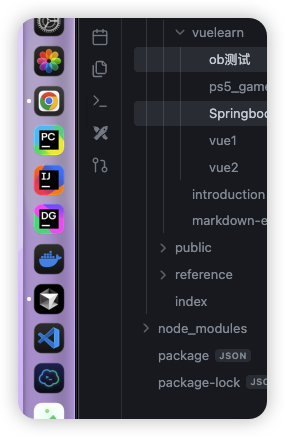 vuelearn
ob测试
ps5_game
Springboo
vue1
vue2
introduction
markdown-e
public
reference
index
node_modules
package JSON
package-lock JSO
PC
IJ
DG